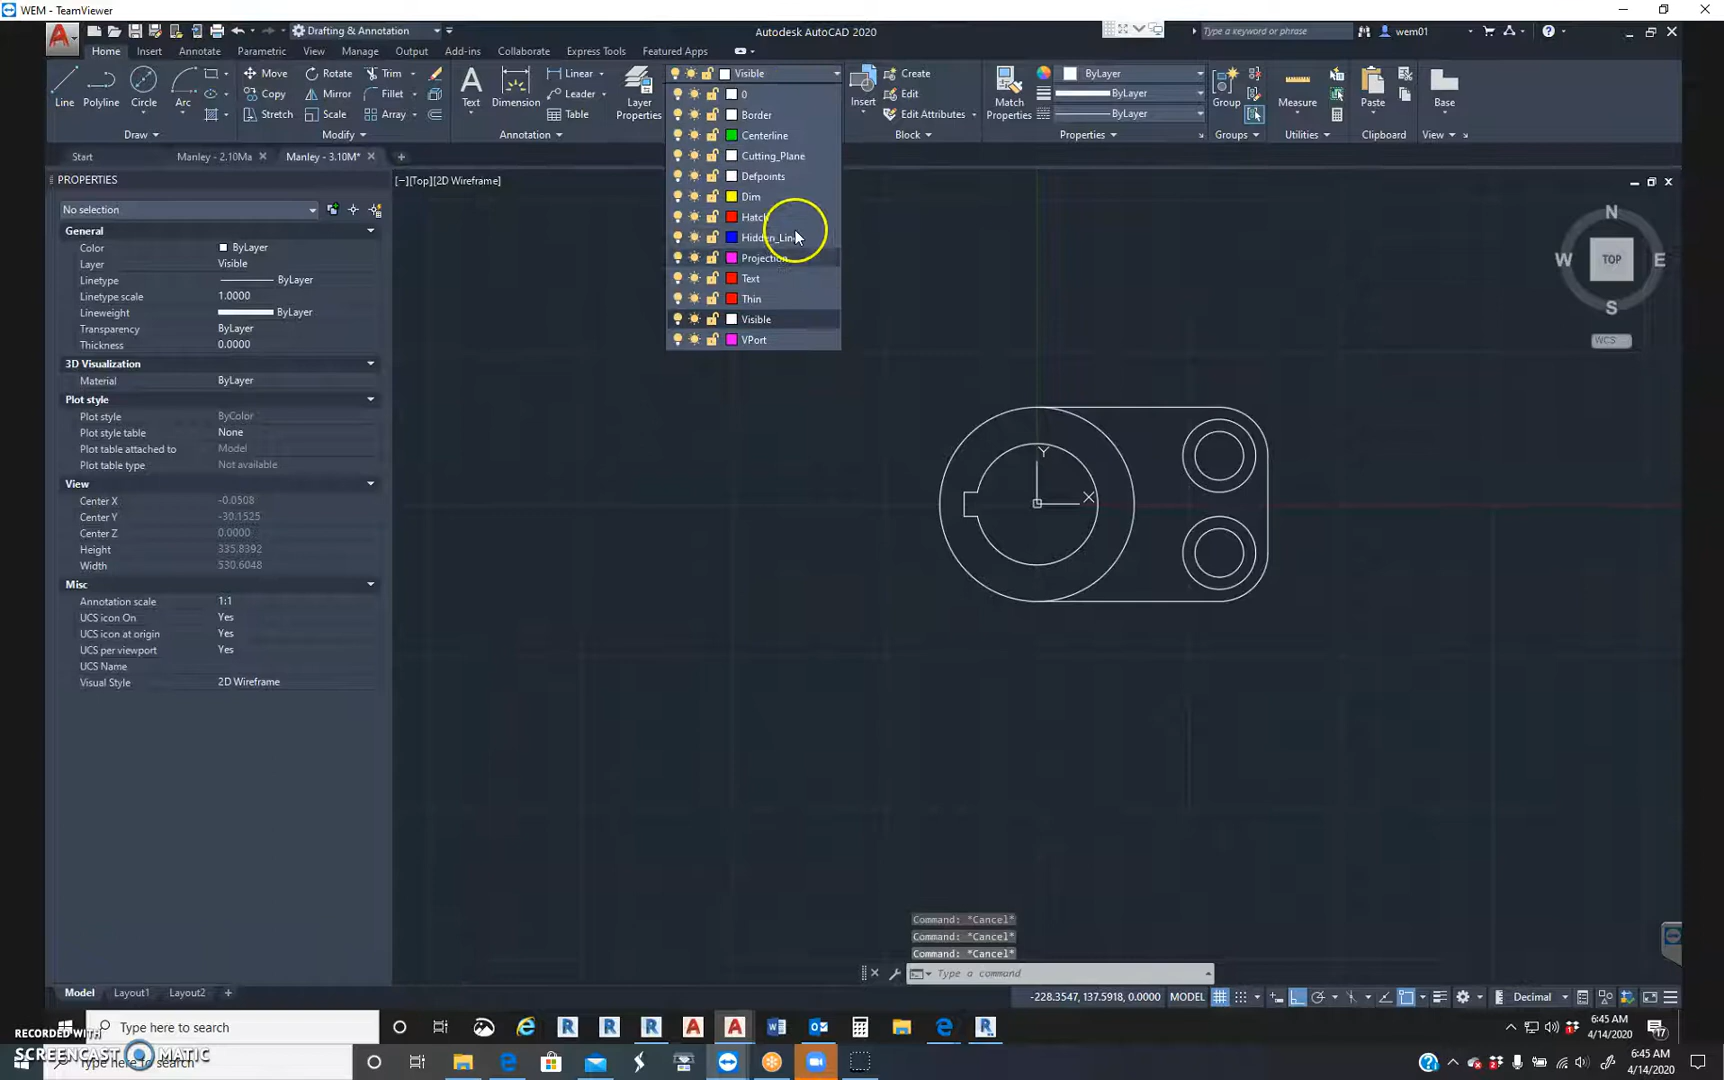 WEM - TeamViewer
Drafting & Annotation
Autodesk AutoCAD 2020
Type a keyword or phrase
wem01
Home Insert Annotate Parametric View Manage Output Add-ins Collaborate Express Tools Featured Apps
Line Polyline Circle Arc
Move Rotate Trim
Copy Mirror Fillet
Stretch Scale Array
Text Dimension
Linear
Leader
Table
Layer Properties
Visible
Insert
Create
Edit
Edit Attributes
Match Properties
ByLayer
ByLayer
ByLayer
Group
Measure
Paste
Base
Draw Modify Annotation Block Properties Groups Utilities Clipboard View
0
Border
Centerline
Cutting_Plane
Defpoints
Dim
Hatch
Hidden_Line
Projection
Text
Thin
Visible
VPort
Start Manley - 2.10Ma Manley - 3.10M*
PROPERTIES
[−][Top][2D Wireframe]
No selection
General
Color ByLayer
Layer Visible
Linetype ByLayer
Linetype scale 1.0000
Lineweight ByLayer
Transparency ByLayer
Thickness 0.0000
3D Visualization
Material ByLayer
Plot style
Plot style ByColor
Plot style table None
Plot table attached to Model
Plot table type Not available
View
Center X -0.0508
Center Y -30.1525
Center Z 0.0000
Height 335.8392
Width 530.6048
Misc
Annotation scale 1:1
UCS icon On Yes
UCS icon at origin Yes
UCS per viewport Yes
UCS Name
Visual Style 2D Wireframe
N
W TOP E
S
WCS
Y
X
Command: *Cancel*
Command: *Cancel*
Command: *Cancel*
Type a command
Model Layout1 Layout2 +
-228.3547, 137.5918, 0.0000 MODEL
Decimal
Type here to search
6:45 AM
4/14/2020
17
RECORDED WITH
SCREENCAST MATIC
Type here to search
6:45 AM
4/14/2020